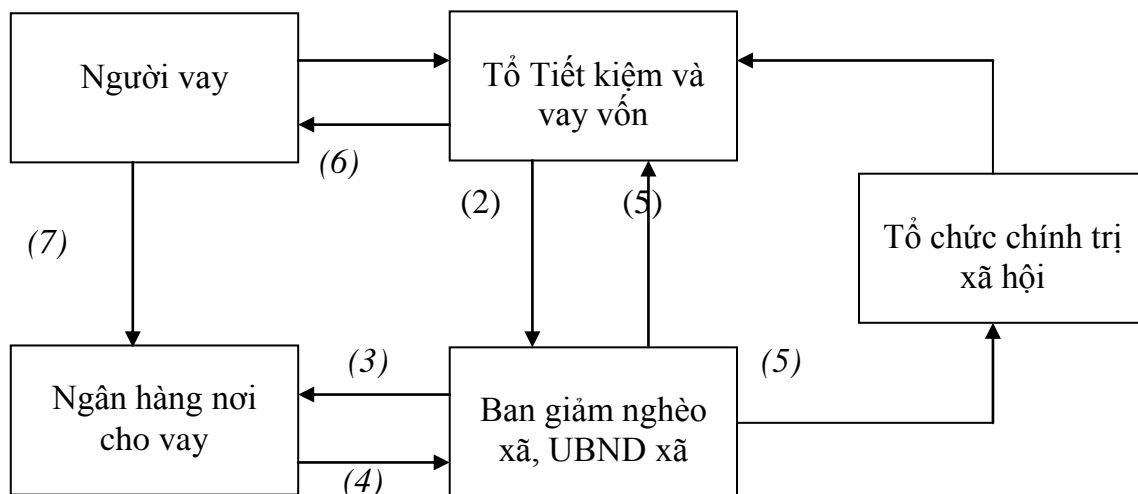 Người vay
Tổ Tiết kiệm và
vay vốn
(6)
(2)
(5)
(7)
Tổ chức chính trị
xã hội
(3)
(5)
Ngân hàng nơi
cho vay
Ban giảm nghèo
xã, UBND xã
(4)